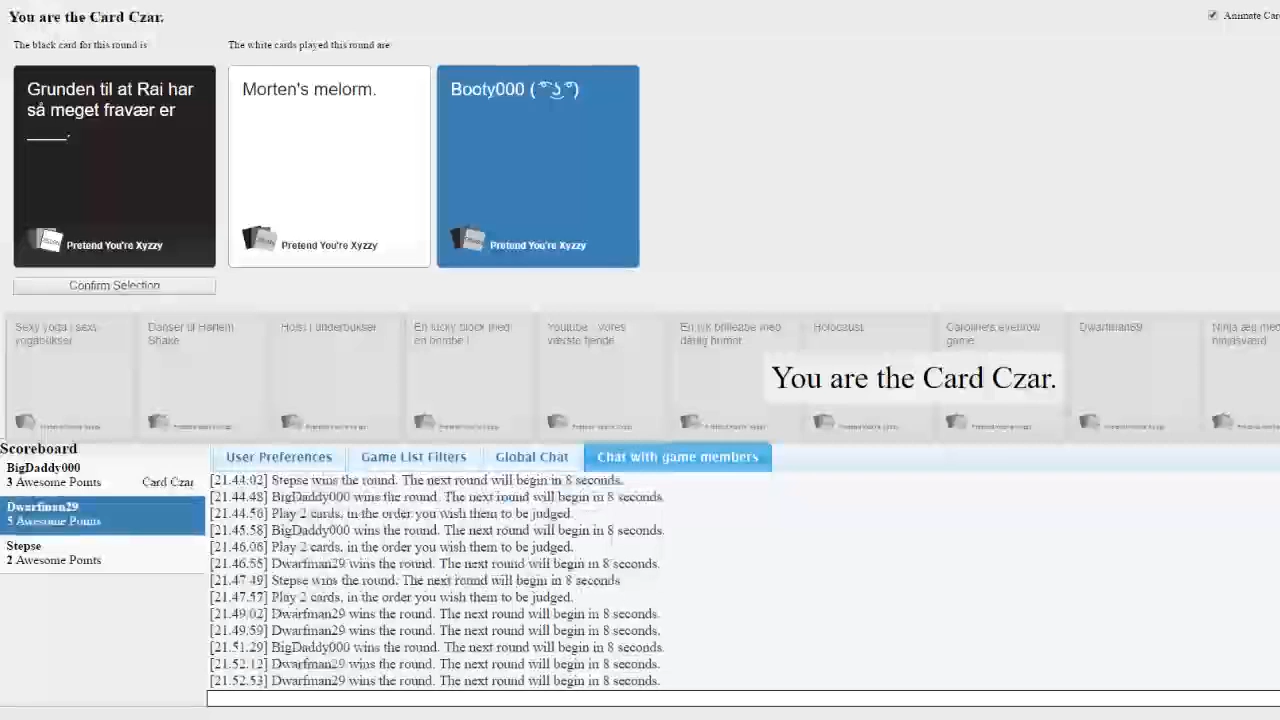 You are the Card Czar.
Animate Car
The black card for this round is
The white cards played this round are
Grunden til at Rai har
så meget fravær er
_____.
Morten's melorm.
Booty000 ( ͡° ͜ʖ ͡°)
Pretend You're Xyzzy
Pretend You're Xyzzy
Pretend You're Xyzzy
Confirm Selection
Sexy yoga i sexy
yogabukser.
Danser til Harlem
Shake
Holst i underbukser
En lucky block med
en bombe i
Youtube - vores
værste fjende
En tyk brilleabe med
dårlig humor
Holocaust
Carolines eyebrow
game.
Dwarfman69
Ninja æg med
ninjasværd
You are the Card Czar.
Scoreboard
BigDaddy000
3 Awesome Points Card Czar
Dwarfman29
5 Awesome Points
Stepse
2 Awesome Points
User Preferences Game List Filters Global Chat Chat with game members
[21.44.02] Stepse wins the round. The next round will begin in 8 seconds.
[21.44.48] BigDaddy000 wins the round. The next round will begin in 8 seconds.
[21.44.56] Play 2 cards, in the order you wish them to be judged.
[21.45.58] BigDaddy000 wins the round. The next round will begin in 8 seconds.
[21.46.06] Play 2 cards, in the order you wish them to be judged.
[21.46.55] Dwarfman29 wins the round. The next round will begin in 8 seconds.
[21.47.49] Stepse wins the round. The next round will begin in 8 seconds
[21.47.57] Play 2 cards, in the order you wish them to be judged.
[21.49.02] Dwarfman29 wins the round. The next round will begin in 8 seconds.
[21.49.59] Dwarfman29 wins the round. The next round will begin in 8 seconds.
[21.51.29] BigDaddy000 wins the round. The next round will begin in 8 seconds.
[21.52.12] Dwarfman29 wins the round. The next round will begin in 8 seconds.
[21.52.53] Dwarfman29 wins the round. The next round will begin in 8 seconds.